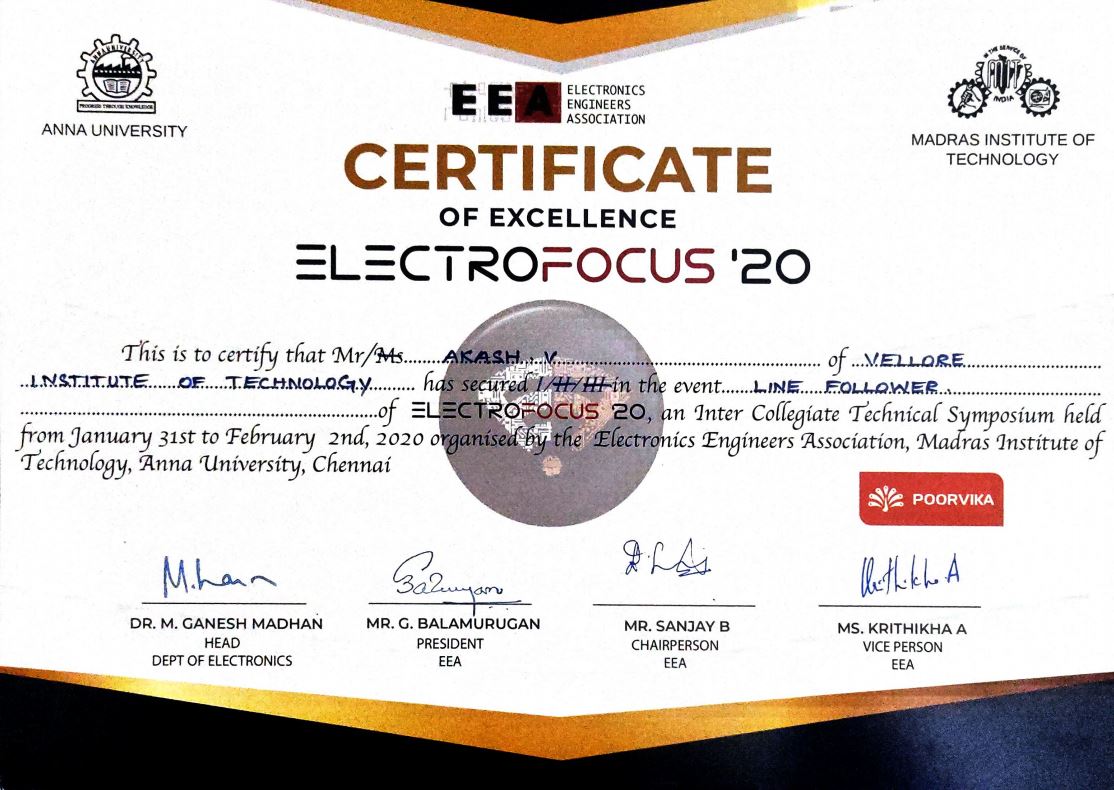 ANNA UNIVERSITY
PROGRESS THROUGH KNOWLEDGE
ANNA UNIVERSITY
EEA ELECTRONICS
ENGINEERS
ASSOCIATION
IN THE SERVICE OF
MIT
INDIA
MADRAS INSTITUTE OF
TECHNOLOGY
CERTIFICATE
OF EXCELLENCE
ELECTROFOCUS '20
This is to certify that Mr/Ms AKASH . V of VELLORE
INSTITUTE OF TECHNOLOGY has secured I/II/III in the event LINE FOLLOWER.
of ELECTROFOCUS '20, an Inter Collegiate Technical Symposium held
from January 31st to February 2nd, 2020 organised by the Electronics Engineers Association, Madras Institute of
Technology, Anna University, Chennai
POORVIKA
Krithikha A
DR. M. GANESH MADHAN
HEAD
DEPT OF ELECTRONICS
MR. G. BALAMURUGAN
PRESIDENT
EEA
MR. SANJAY B
CHAIRPERSON
EEA
MS. KRITHIKHA A
VICE PERSON
EEA